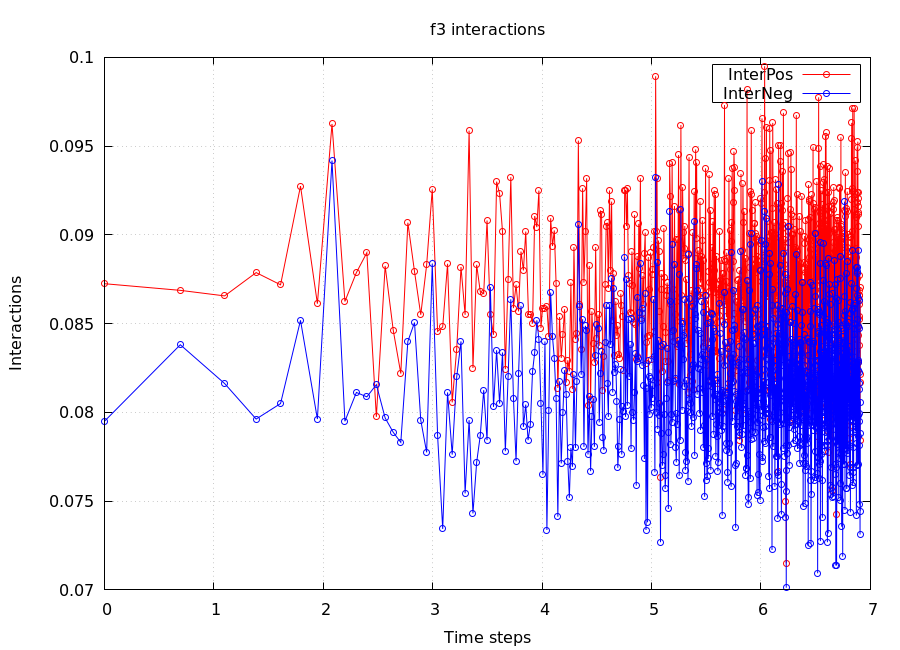 f3 interactions
InterPos
InterNeg
0.1
0.095
0.09
0.085
0.08
0.075
0.07
Interactions
0 1 2 3 4 5 6 7
Time steps